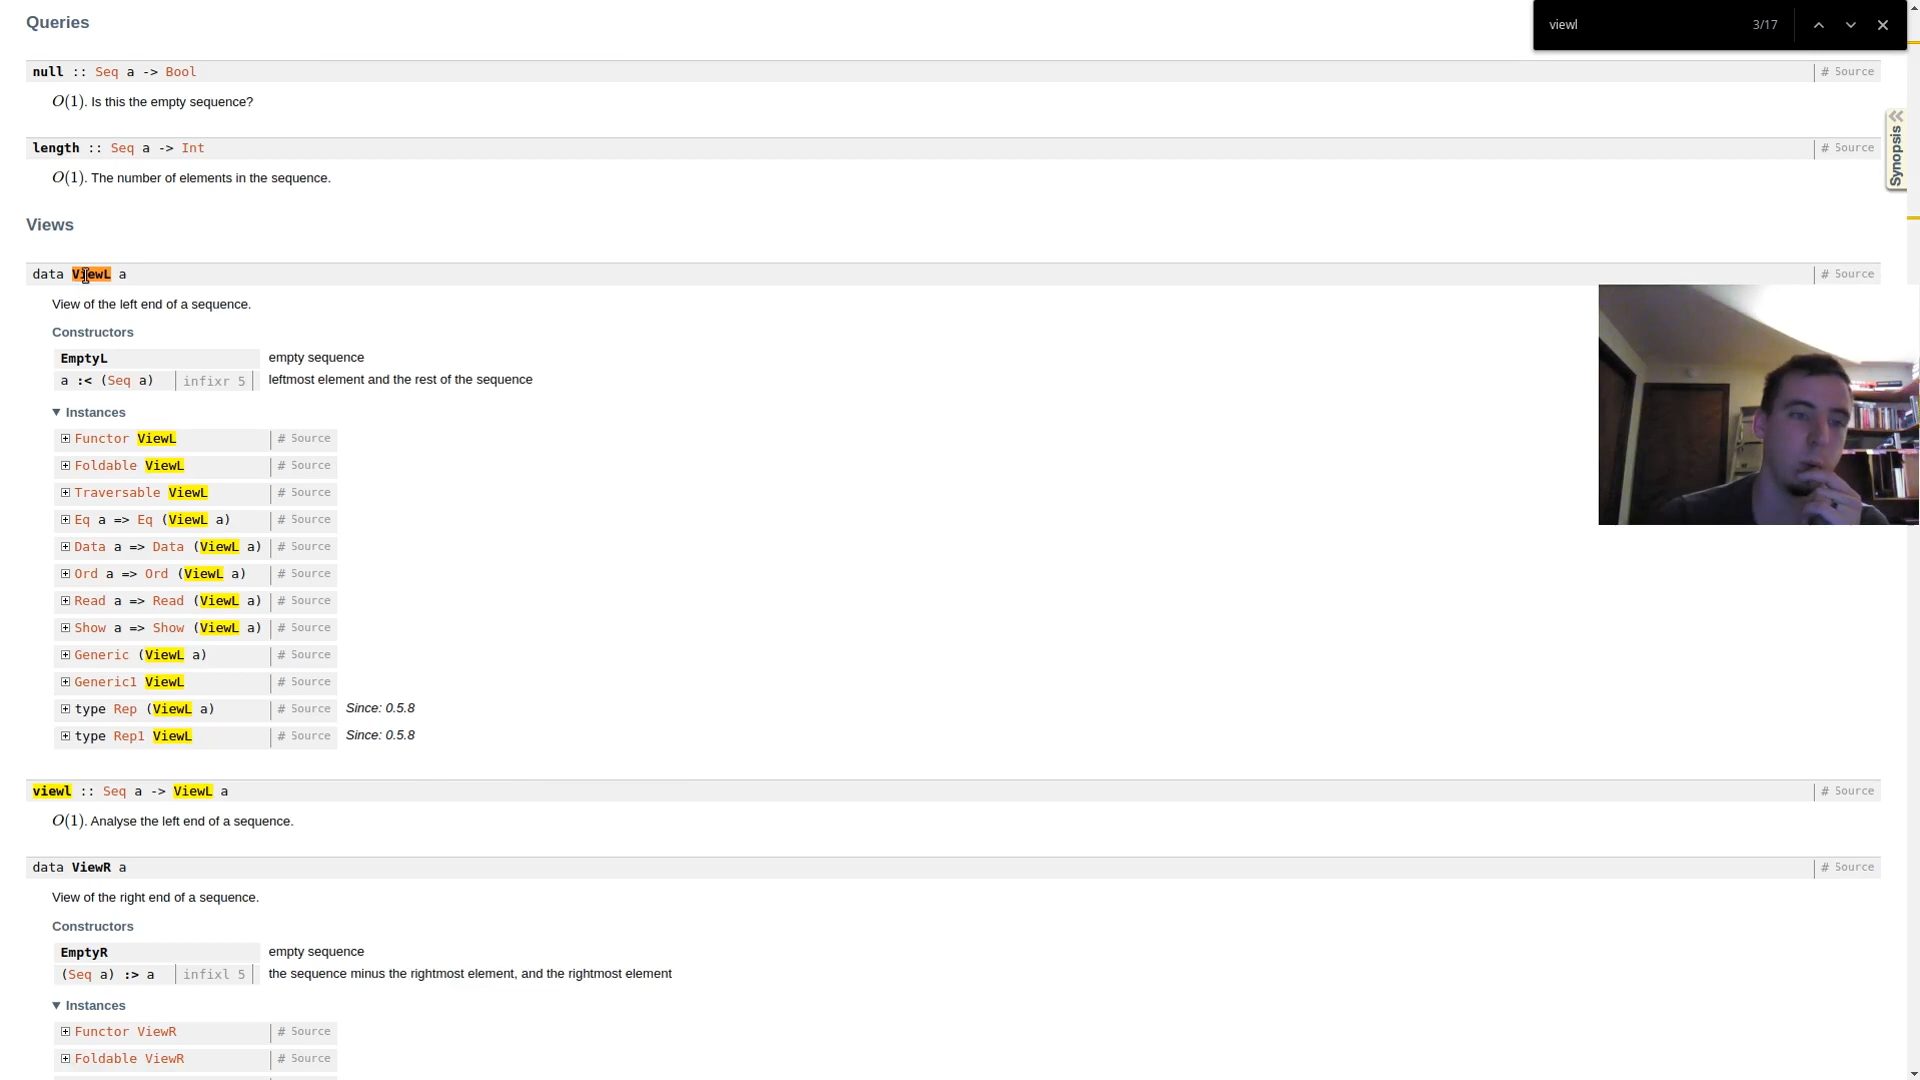 Queries
viewl 3/17
null :: Seq a -> Bool # Source
O(1). Is this the empty sequence?
length :: Seq a -> Int # Source
O(1). The number of elements in the sequence.
Synopsis
Views
data ViewL a # Source
View of the left end of a sequence.
Constructors
EmptyL empty sequence
a :< (Seq a) infixr 5 leftmost element and the rest of the sequence
▼ Instances
Functor ViewL # Source
Foldable ViewL # Source
Traversable ViewL # Source
Eq a => Eq (ViewL a) # Source
Data a => Data (ViewL a) # Source
Ord a => Ord (ViewL a) # Source
Read a => Read (ViewL a) # Source
Show a => Show (ViewL a) # Source
Generic (ViewL a) # Source
Generic1 ViewL # Source
type Rep (ViewL a) # Source Since: 0.5.8
type Rep1 ViewL # Source Since: 0.5.8
viewl :: Seq a -> ViewL a # Source
O(1). Analyse the left end of a sequence.
data ViewR a # Source
View of the right end of a sequence.
Constructors
EmptyR empty sequence
(Seq a) :> a infixl 5 the sequence minus the rightmost element, and the rightmost element
▼ Instances
Functor ViewR # Source
Foldable ViewR # Source